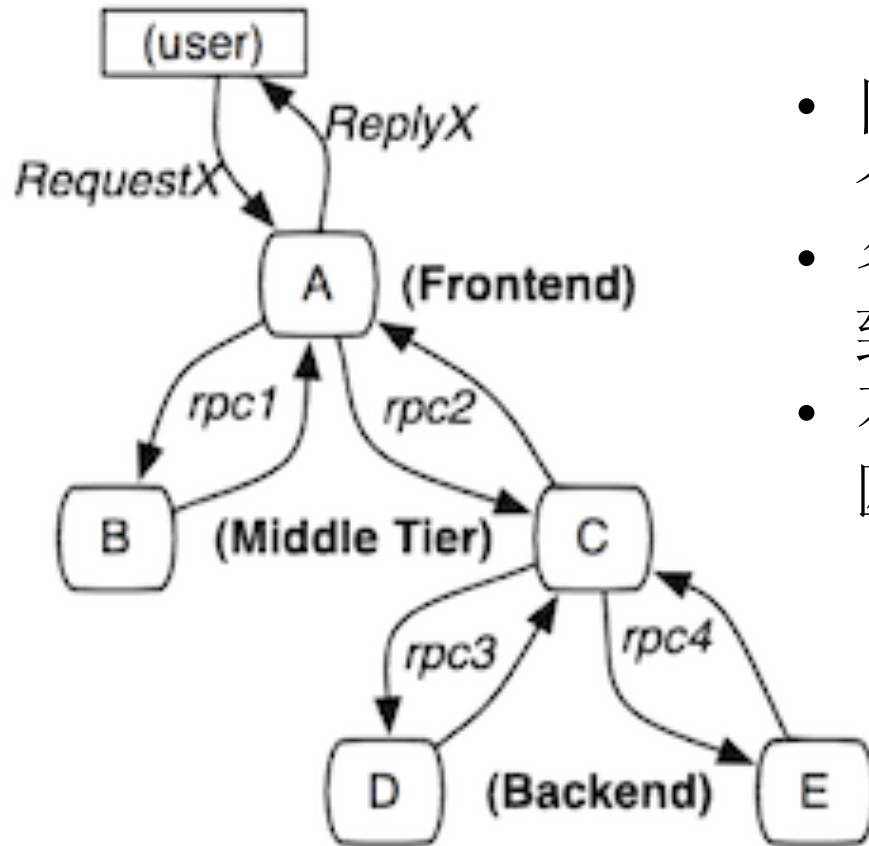 (user)
ReplyX
RequestX
A
(Frontend)
rpc1
rpc2
B
(Middle Tier)
C
rpc3
rpc4
D
(Backend)
E
•
•
•